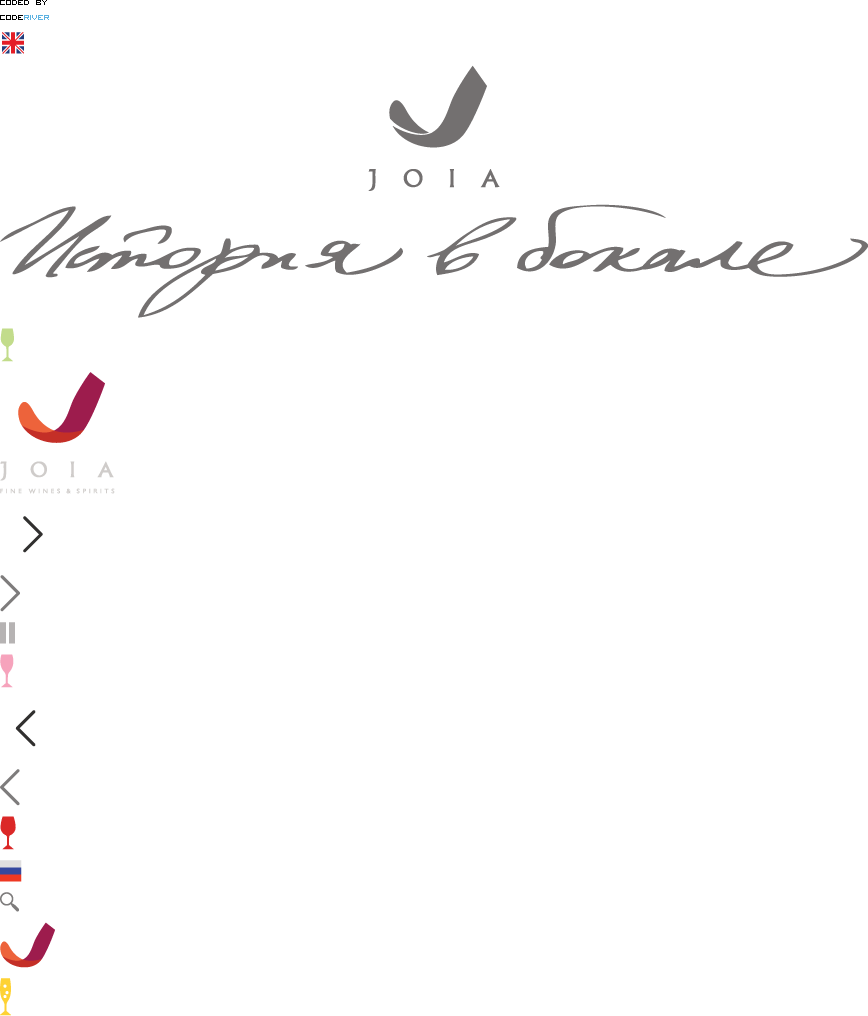 CODED BY
CODERIVER
JOIA
История в бокале
JOIA
FINE WINES & SPIRITS